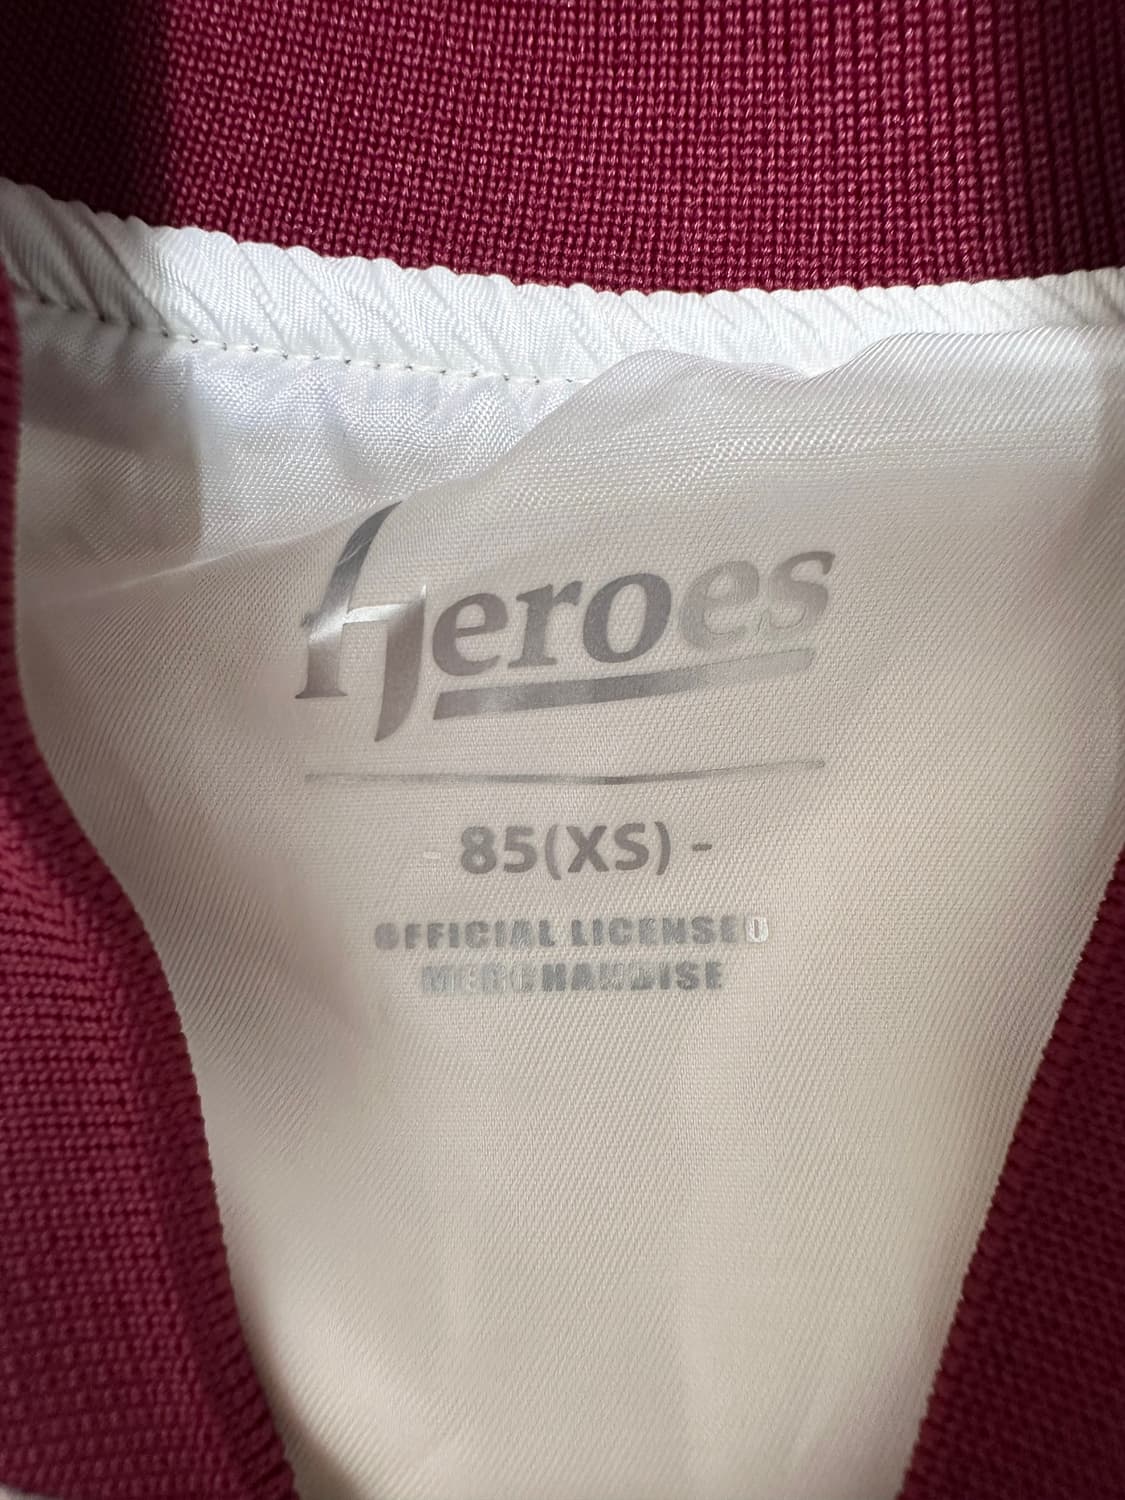 Heroes
- 85(XS) -
OFFICIAL LICENSED
MERCHANDISE